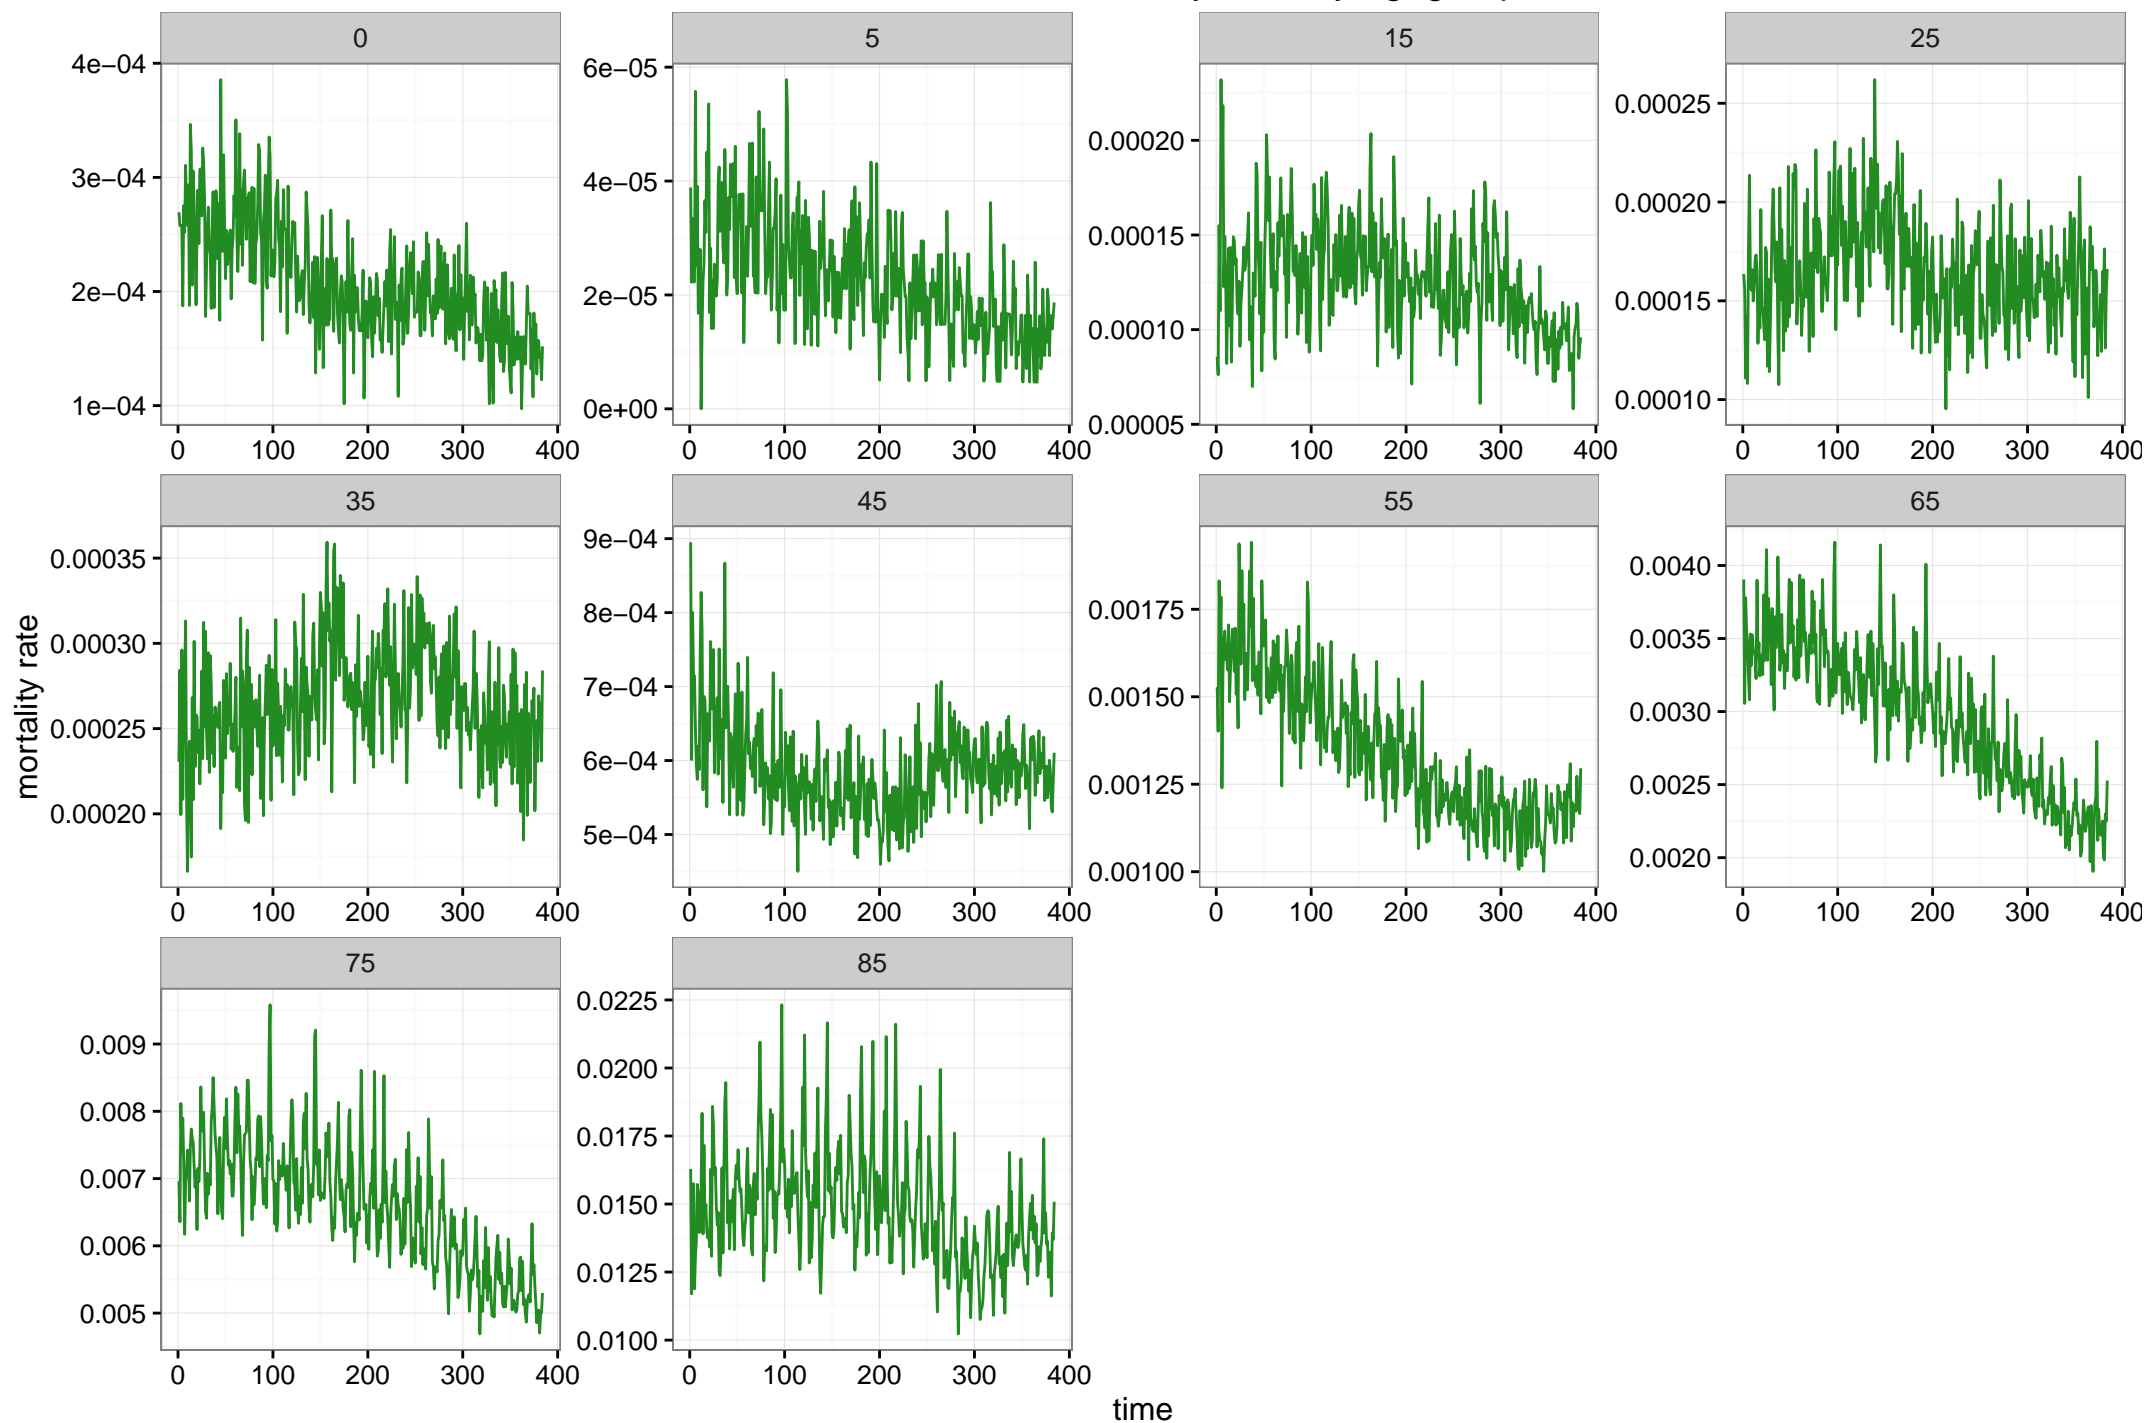 0 5 15 25
4e−04 6e−05
3e−04 4e−05 0.00020 0.00025
2e−04 2e−05 0.00015 0.00020
1e−04 0e+00 0.00010 0.00015
0.00005 0.00010
0 100 200 300 400 0 100 200 300 400 0 100 200 300 400 0 100 200 300 400
35 45 55 65
0.00035 9e−04 0.00175 0.0040
0.00030 8e−04 0.00150 0.0035
0.00025 7e−04 0.00125 0.0030
0.00020 6e−04 0.00100 0.0025
5e−04 0.0020
0 100 200 300 400 0 100 200 300 400 0 100 200 300 400 0 100 200 300 400
mortality rate
75 85
0.009 0.0225
0.008 0.0200
0.007 0.0175
0.006 0.0150
0.005 0.0125
0.0100
0 100 200 300 400 0 100 200 300 400
time